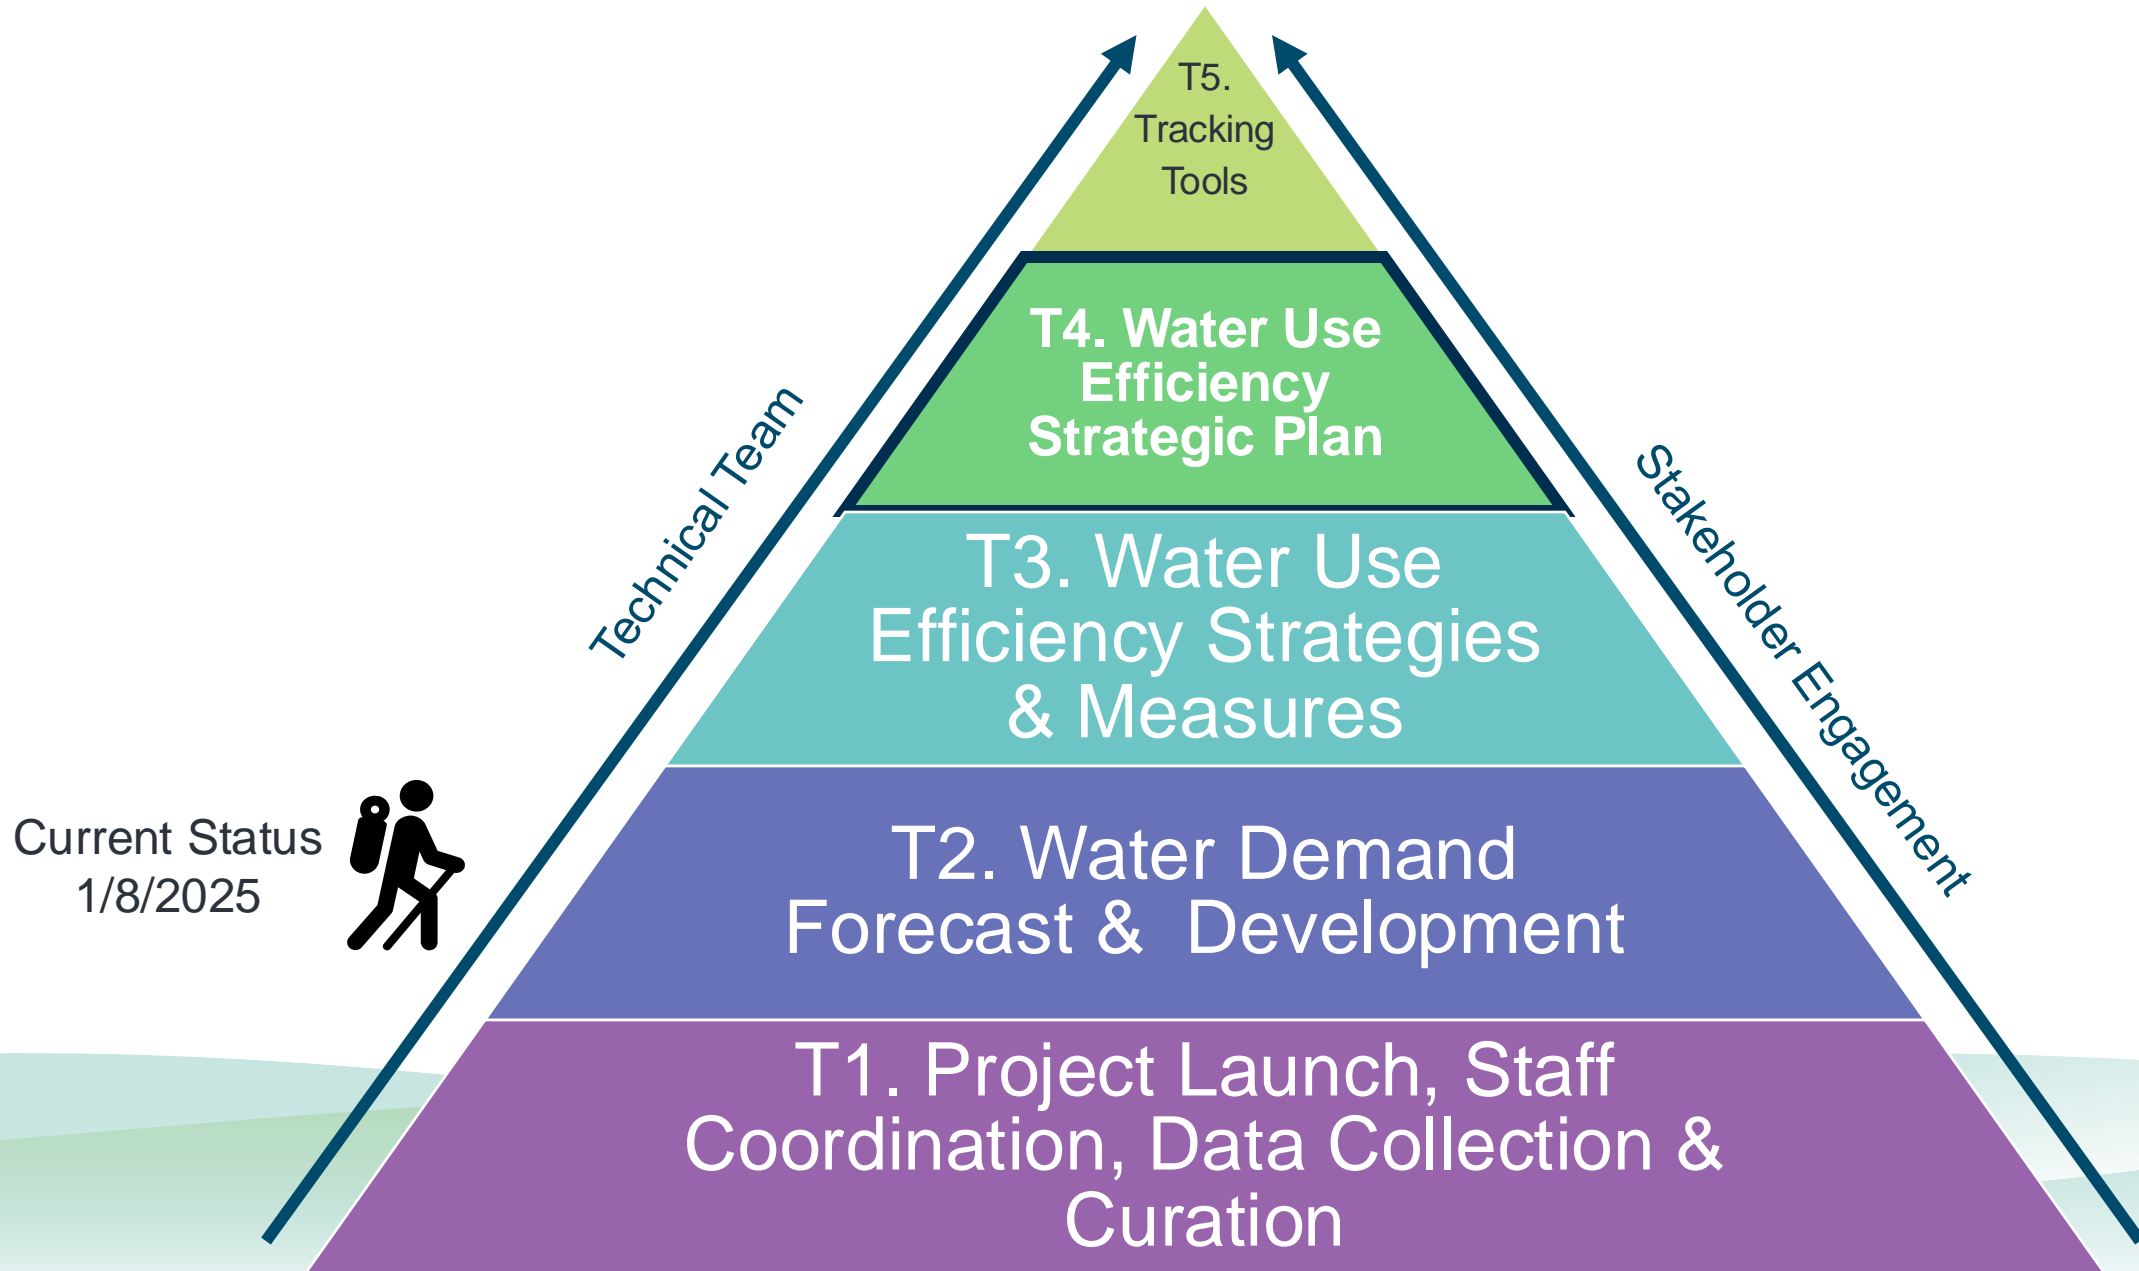 T5.
Tracking
Tools
T4. Water Use
Efficiency
Strategic Plan
T3. Water Use
Efficiency Strategies
& Measures
T2. Water Demand
Forecast &  Development
T1. Project Launch, Staff
Coordination, Data Collection &
Curation
Technical Team
Stakeholder Engagement
Current Status
1/8/2025